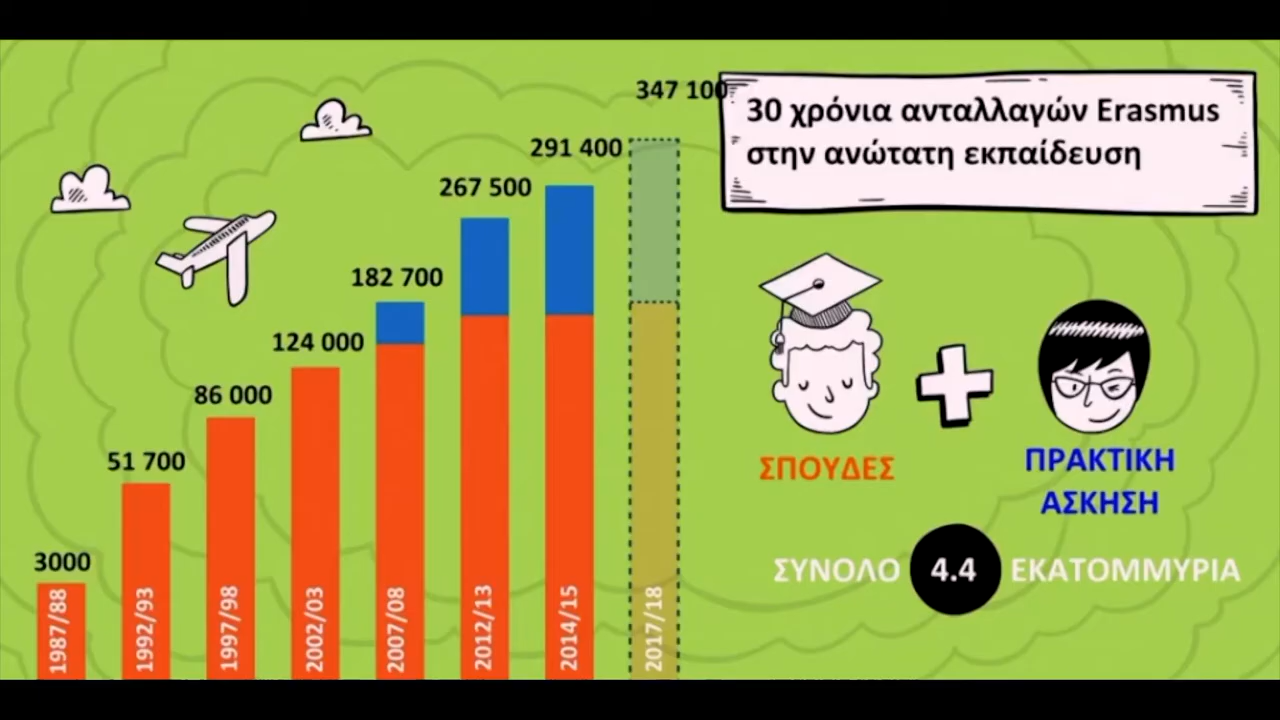 30 χρόνια ανταλλαγών Erasmus
στην ανώτατη εκπαίδευση
347 100
291 400
267 500
182 700
124 000
86 000
51 700
3000
1987/88
1992/93
1997/98
2002/03
2007/08
2012/13
2014/15
2017/18
ΣΠΟΥΔΕΣ
ΠΡΑΚΤΙΚΗ
ΑΣΚΗΣΗ
ΣΥΝΟΛΟ 4.4 ΕΚΑΤΟΜΜΥΡΙΑ